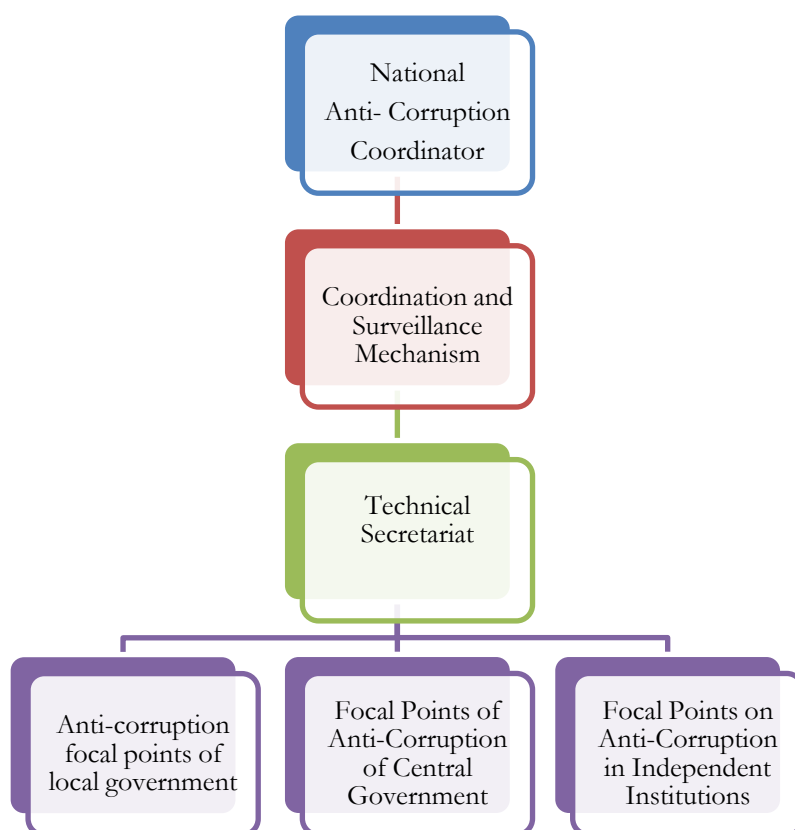 National
Anti- Corruption
Coordinator
Coordination and
Surveillance
Mechanism
Technical
Secretariat
Anti-corruption
focal points of
local government
Focal Points of
Anti-Corruption
of Central
Government
Focal Points on
Anti-Corruption
in Independent
Institutions